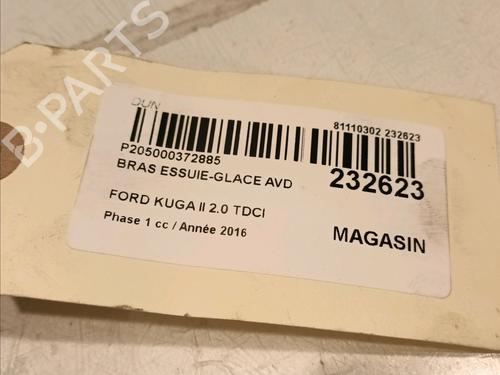 B-PARTS
DUN
81110302 232623
P205000372885
232623
BRAS ESSUIE-GLACE AVD
FORD KUGA II 2.0 TDCI
Phase 1 cc / Année 2016
MAGASIN